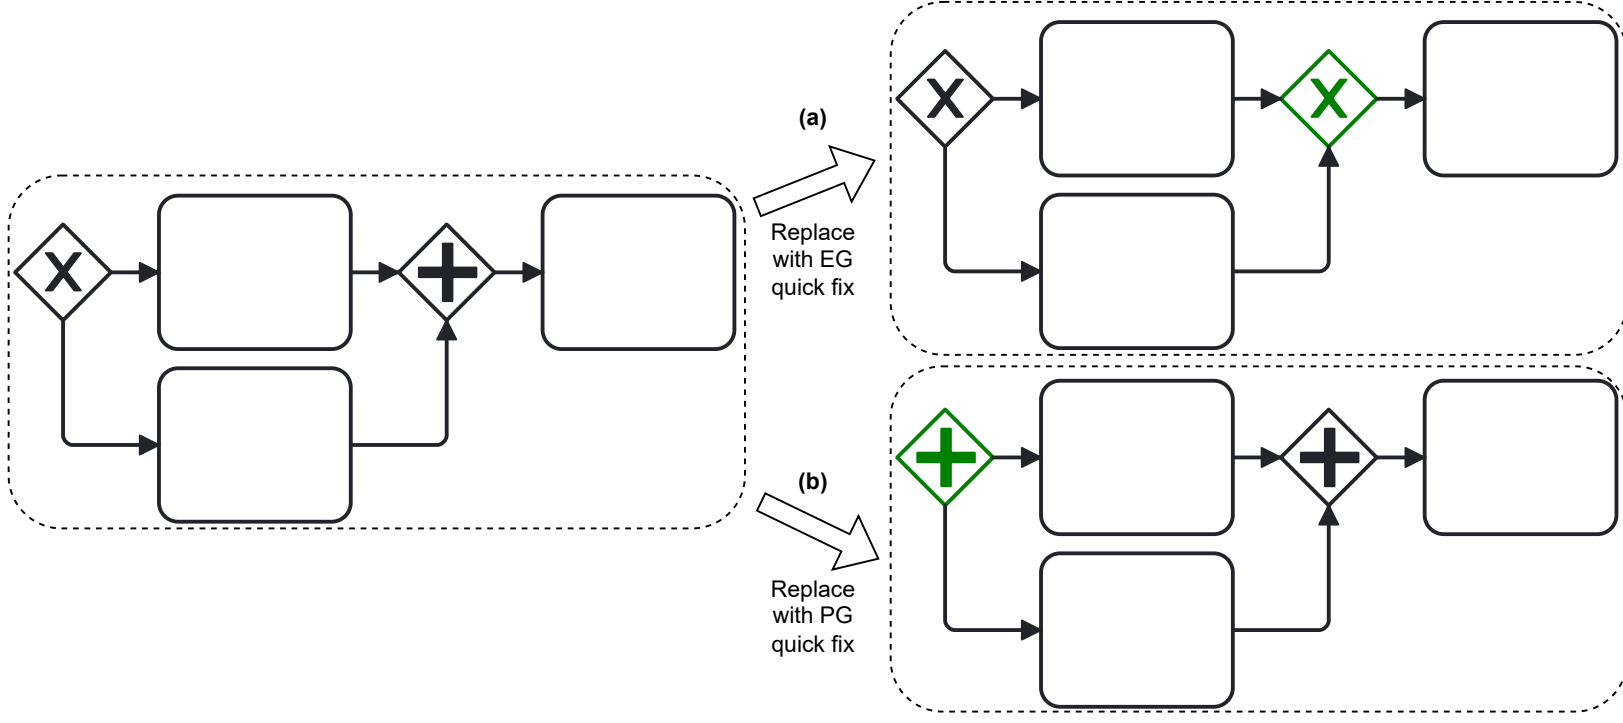 (a)
Replace
with EG
quick fix
(b)
Replace
with PG
quick fix